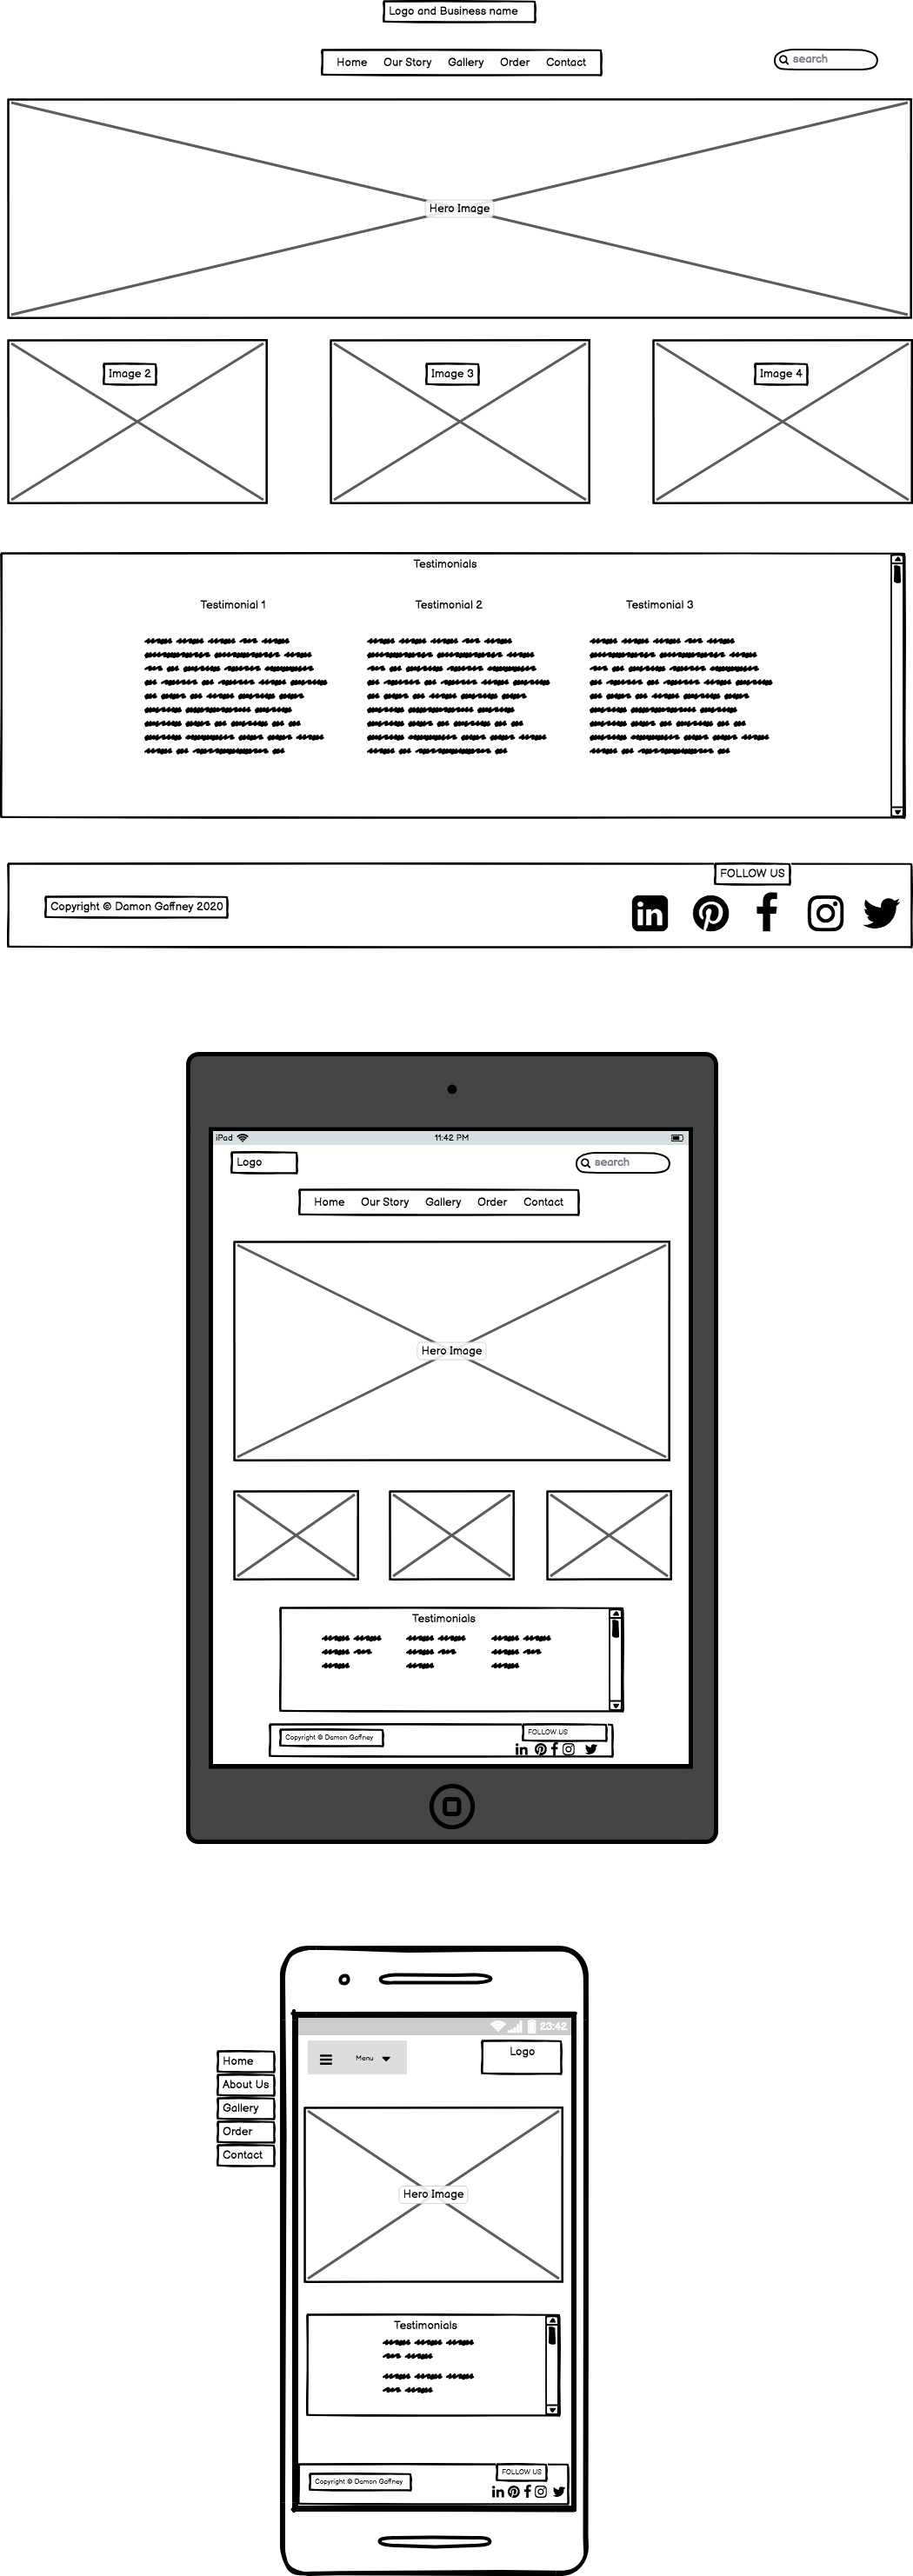 Logo and Business name
Home Our Story Gallery Order Contact
search
Hero Image
Image 2 Image 3 Image 4
Testimonials
Testimonial 1 Testimonial 2 Testimonial 3
FOLLOW US
Copyright © Damon Gaffney 2020
iPad 11:42 PM
Logo search
Home Our Story Gallery Order Contact
Hero Image
Testimonials
FOLLOW US
Copyright © Damon Gaffney
23:42
Menu Logo
Home
About Us
Gallery
Order
Contact
Hero Image
Testimonials
FOLLOW US
Copyright © Damon Gaffney